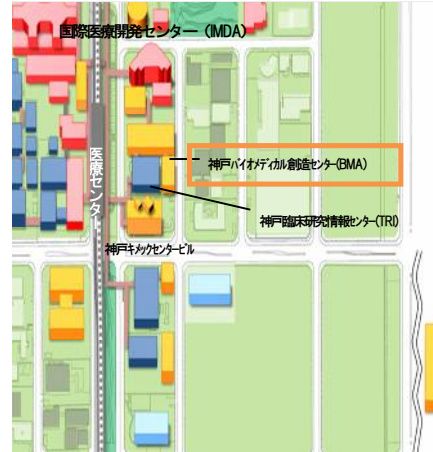 国際医療開発センター（IMDA）
医療センター
神戸バイオメディカル創造センター(BMA)
神戸臨床研究情報センター(TRI)
神戸キメックセンタービル